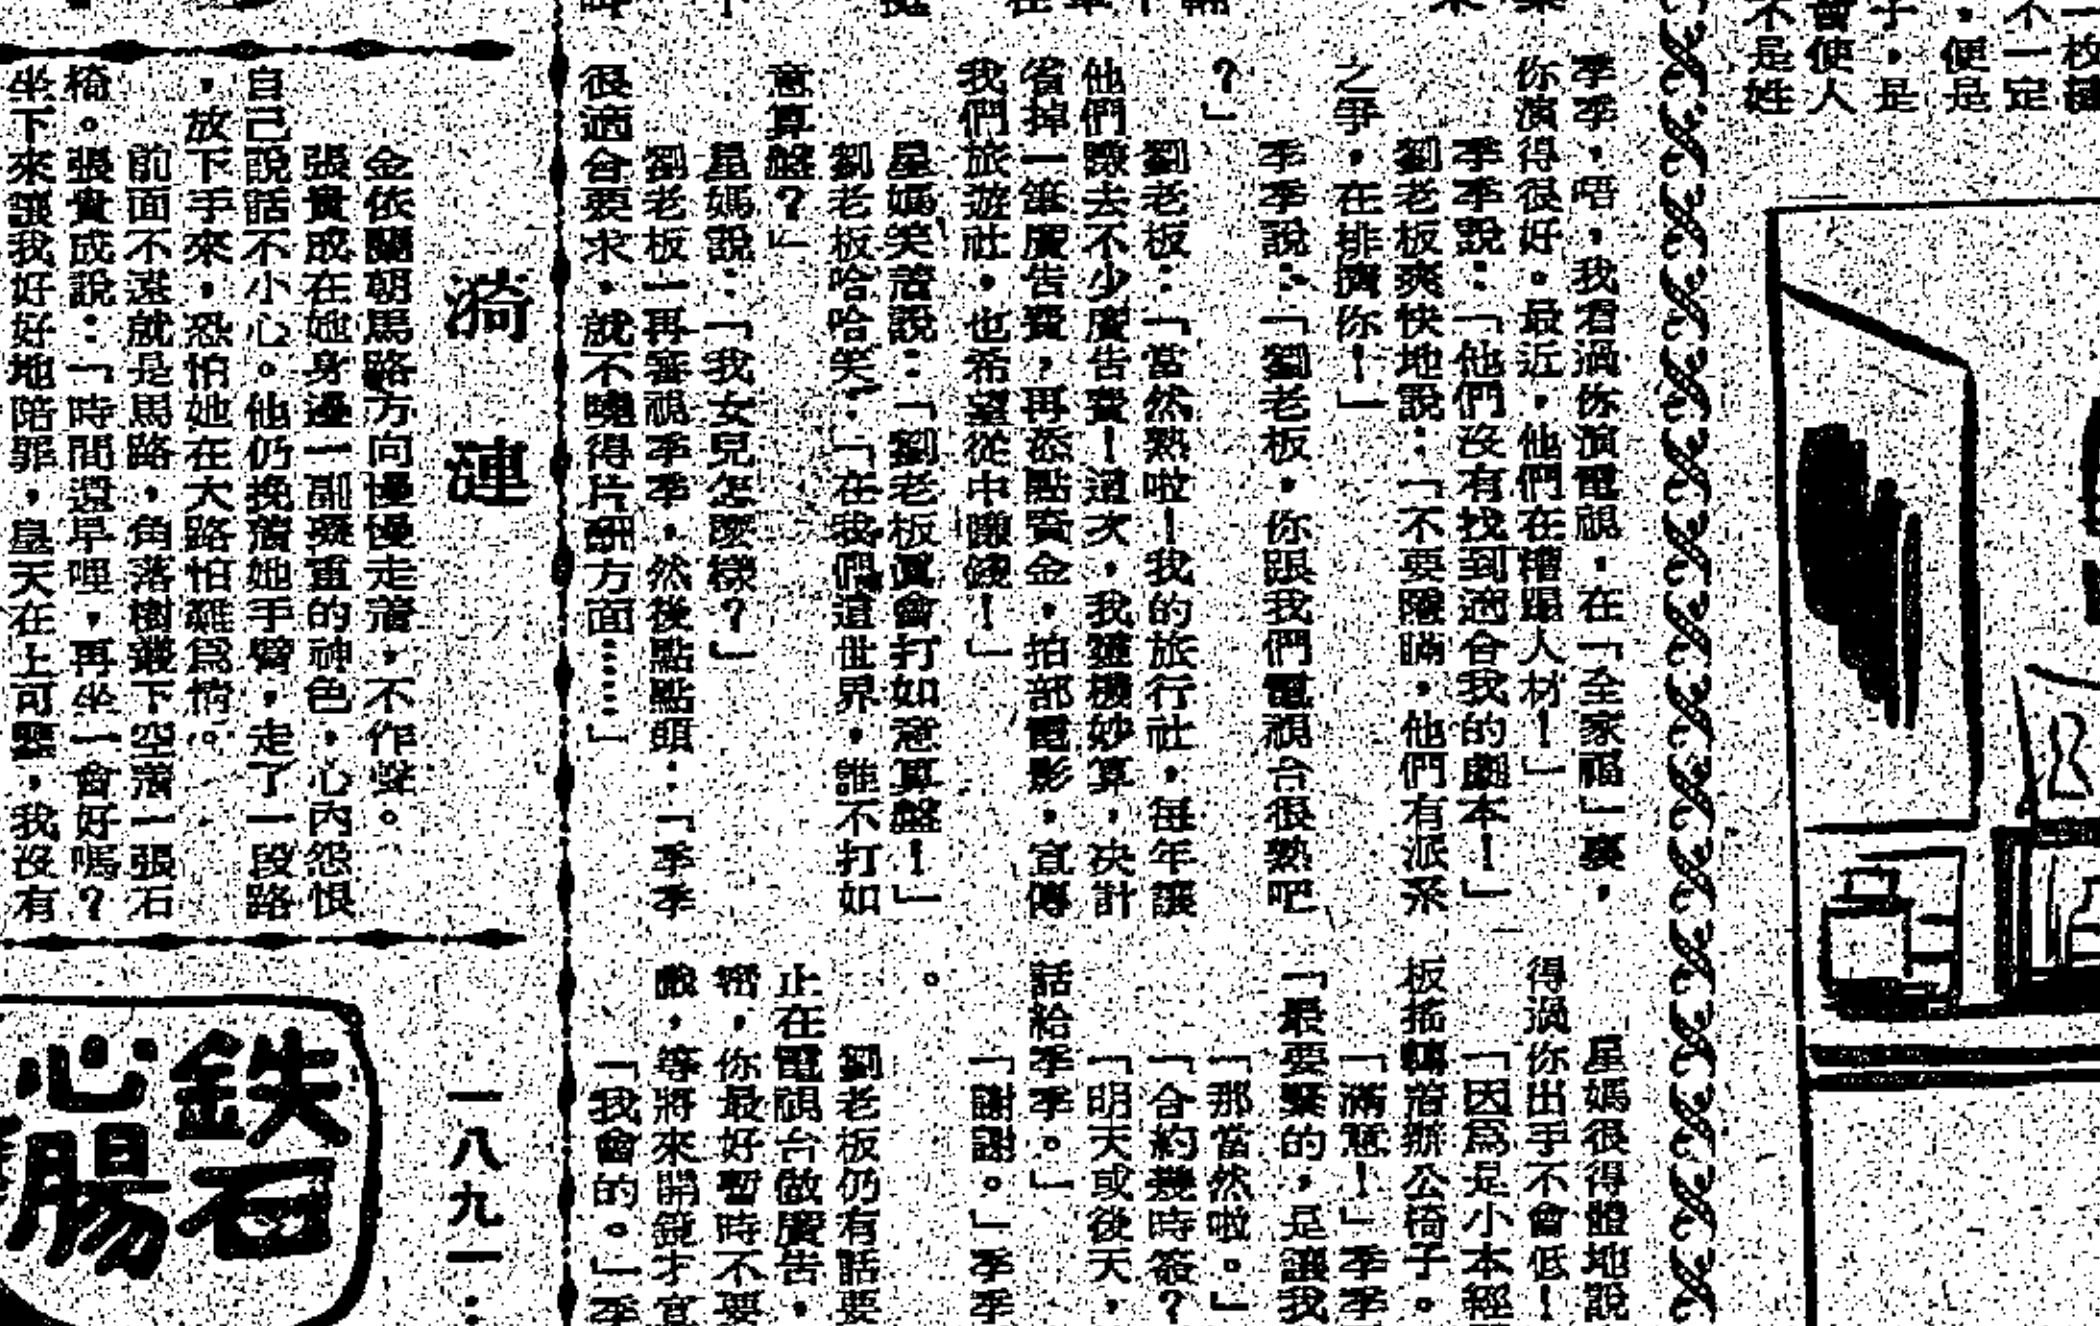 季季，唔，我看過你演電視，在「全家福」裏，
你演得很好。最近，他們在糟蹋人材！」
季季說：「他們沒有找到適合我的劇本！」
劉老板爽快地說：「不要隱瞞，他們有派系
之爭，在排擠你！」
季季說：「劉老板，你跟我們電視台很熟吧
？」
劉老板：「當然熟啦！我的旅行社，每年讓
他們賺去不少廣告費！這次，我靈機妙算，決計
省掉一筆廣告費，再添點資金，拍部電影，宣傳
我們旅遊社，也希望從中賺錢！」
星媽笑着說：「劉老板眞會打如意算盤！」
劉老板哈哈笑：「在我們這世界，誰不打如
意算盤？」
星媽說：「我女兒怎麼樣？」
劉老板一再審視季季，然後點點頭：「季季
很適合要求，就不曉得片酬方面……」
星媽很得體地說
得過你出手不會低！
「因爲是小本經
板搖轉着辦公椅子。
「滿意！」季季
「最要緊的，是讓我
「那當然啦。」
「合約幾時簽？
「明天或後天，
話給季季。」
「謝謝。」季季
。
劉老板仍有話要
止在電視台做廣告，
密，你最好暫時不要
戲，等將來開鏡才宣
「我會的。」季
漪漣
金依蘭朝馬路方向慢慢走着，不作聲。
張貴成在她身邊一副凝重的神色，心內怨恨
自己說話不小心。他仍挽着她手臂，走了一段路
，放下手來，恐怕她在大路怕難爲情。
前面不遠就是馬路，角落樹叢下空着一張石
椅。張貴成說：「時間還早哩，再坐一會好嗎？
坐下來讓我好好地陪罪，皇天在上可鑒，我沒有
一八九一：
鉄石
心腸